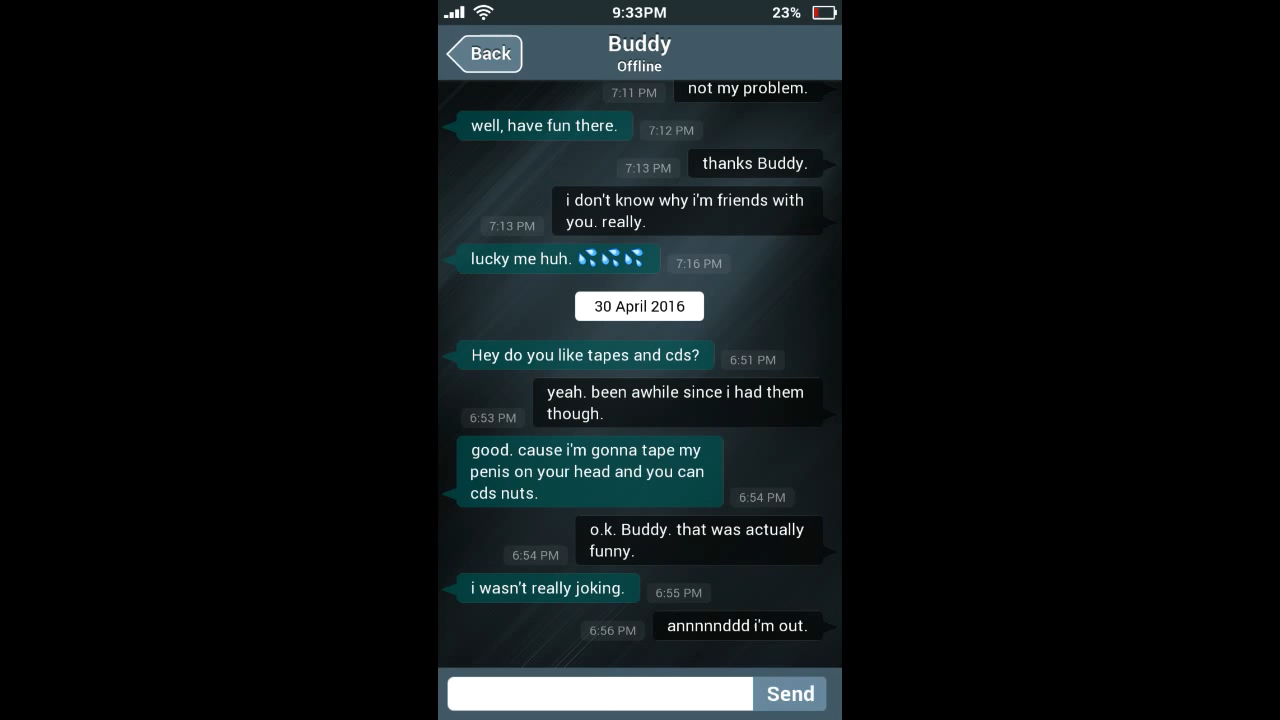 9:33PM 23%
Back
Buddy
Offline
not my problem.
7:11 PM
well, have fun there.
7:12 PM
thanks Buddy.
7:13 PM
i don't know why i'm friends with
you. really.
7:13 PM
lucky me huh. 💦💦💦
7:16 PM
30 April 2016
Hey do you like tapes and cds?
6:51 PM
yeah. been awhile since i had them
though.
6:53 PM
good. cause i'm gonna tape my
penis on your head and you can
cds nuts.
6:54 PM
o.k. Buddy. that was actually
funny.
6:54 PM
i wasn't really joking.
6:55 PM
annnnnddd i'm out.
6:56 PM
Send